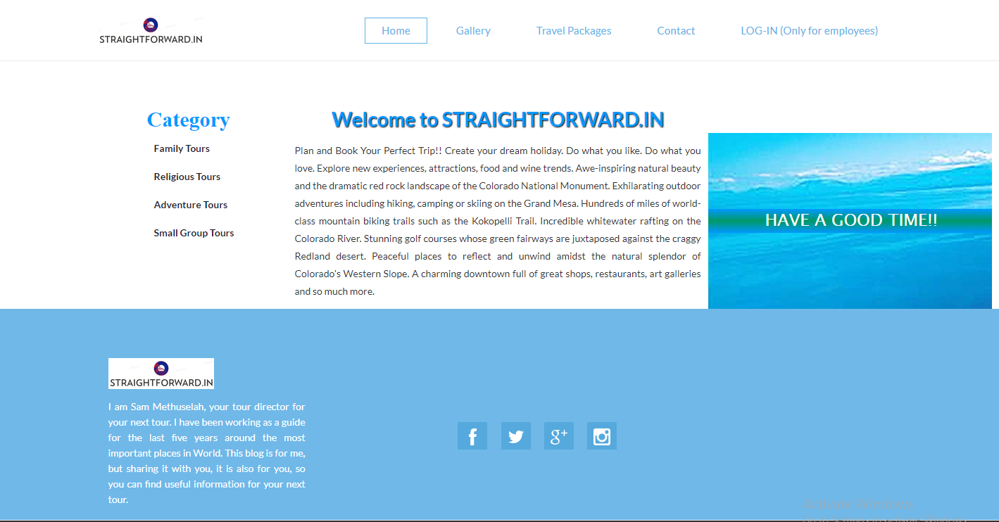 STRAIGHTFORWARD.IN
Home Gallery Travel Packages Contact LOG-IN (Only for employees)
Category
Family Tours
Religious Tours
Adventure Tours
Small Group Tours
Welcome to STRAIGHTFORWARD.IN
Plan and Book Your Perfect Trip!! Create your dream holiday. Do what you like. Do what you
love. Explore new experiences, attractions, food and wine trends. Awe-inspiring natural beauty
and the dramatic red rock landscape of the Colorado National Monument. Exhilarating outdoor
adventures including hiking, camping or skiing on the Grand Mesa. Hundreds of miles of world-
class mountain biking trails such as the Kokopelli Trail. Incredible whitewater rafting on the
Colorado River. Stunning golf courses whose green fairways are juxtaposed against the craggy
Redland desert. Peaceful places to reflect and unwind amidst the natural splendor of
Colorado's Western Slope. A charming downtown full of great shops, restaurants, art galleries
and so much more.
HAVE A GOOD TIME!!
STRAIGHTFORWARD.IN
I am Sam Methuselah, your tour director for
your next tour. I have been working as a guide
for the last five years around the most
important places in World. This blog is for me,
but sharing it with you, it is also for you, so
you can find useful information for your next
tour.
Activate Windows